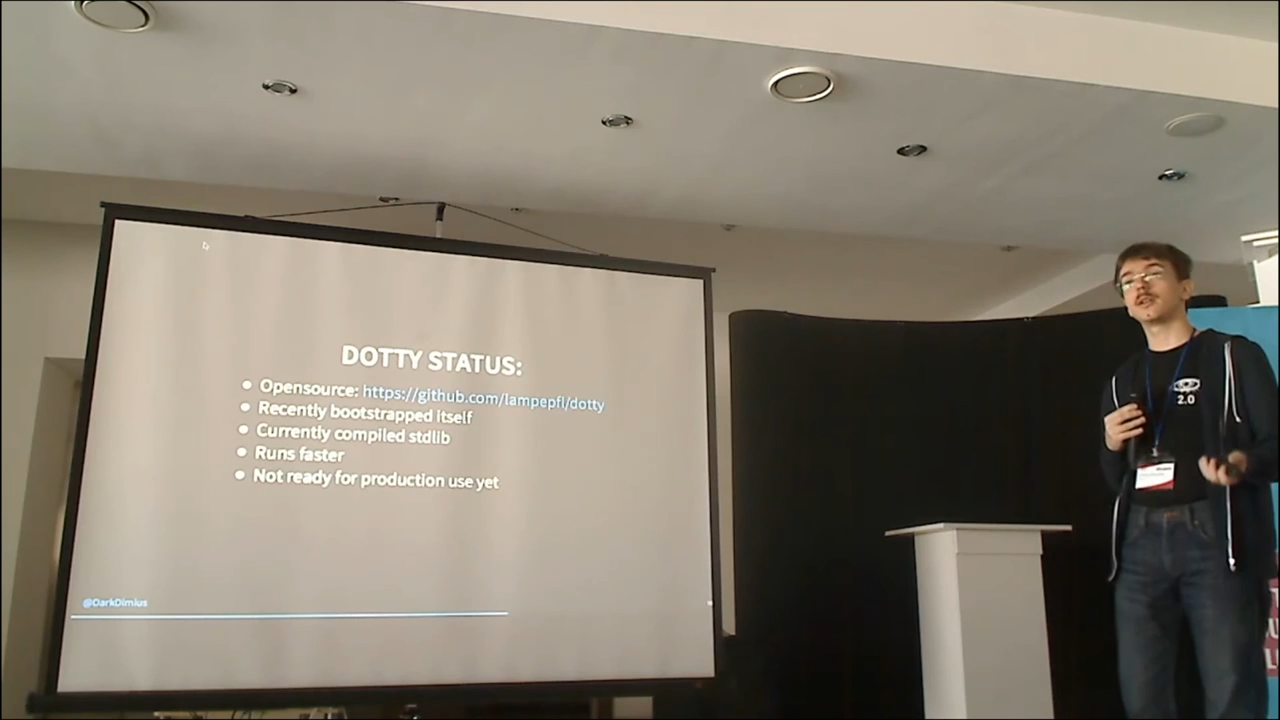 DOTTY STATUS:
Opensource: https://github.com/lampepfl/dotty
Recently bootstrapped itself
Currently compiled stdlib
Runs faster
Not ready for production use yet
@DarkDimius
2.0